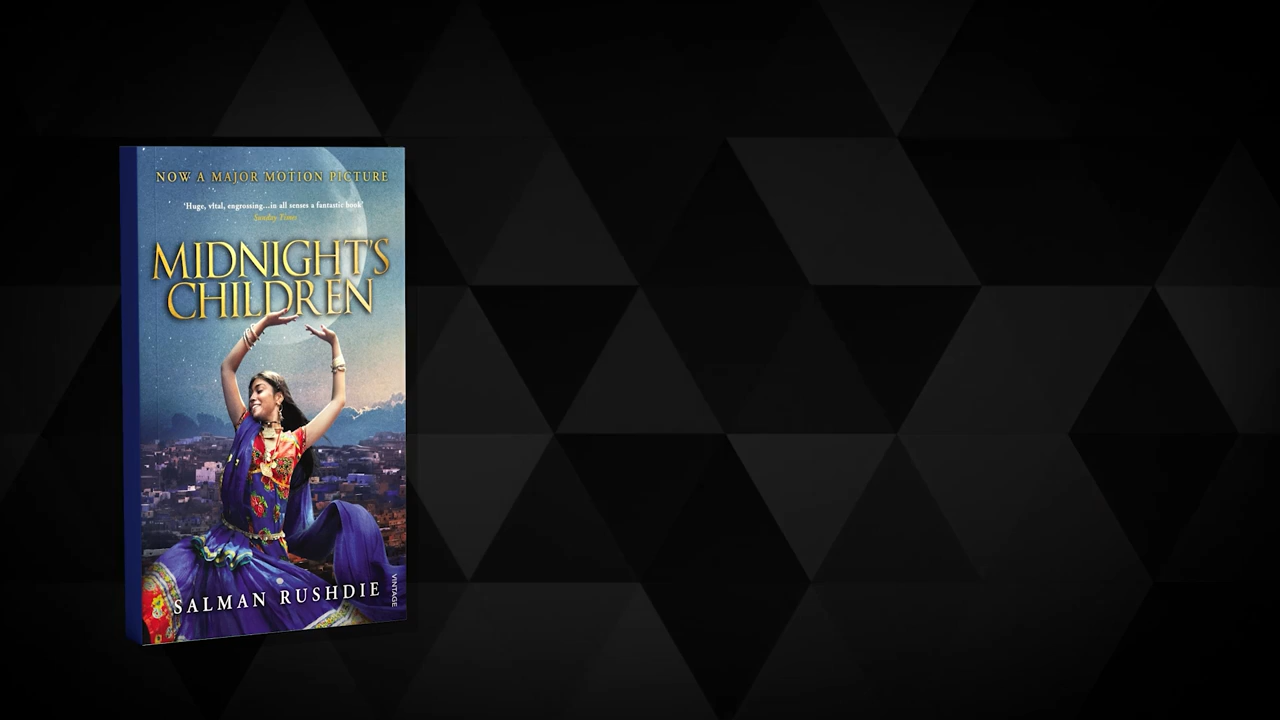 NOW A MAJOR MOTION PICTURE
'Huge, vital, engrossing...in all senses a fantastic book'
Sunday Times
MIDNIGHT'S
CHILDREN
SALMAN RUSHDIE
VINTAGE